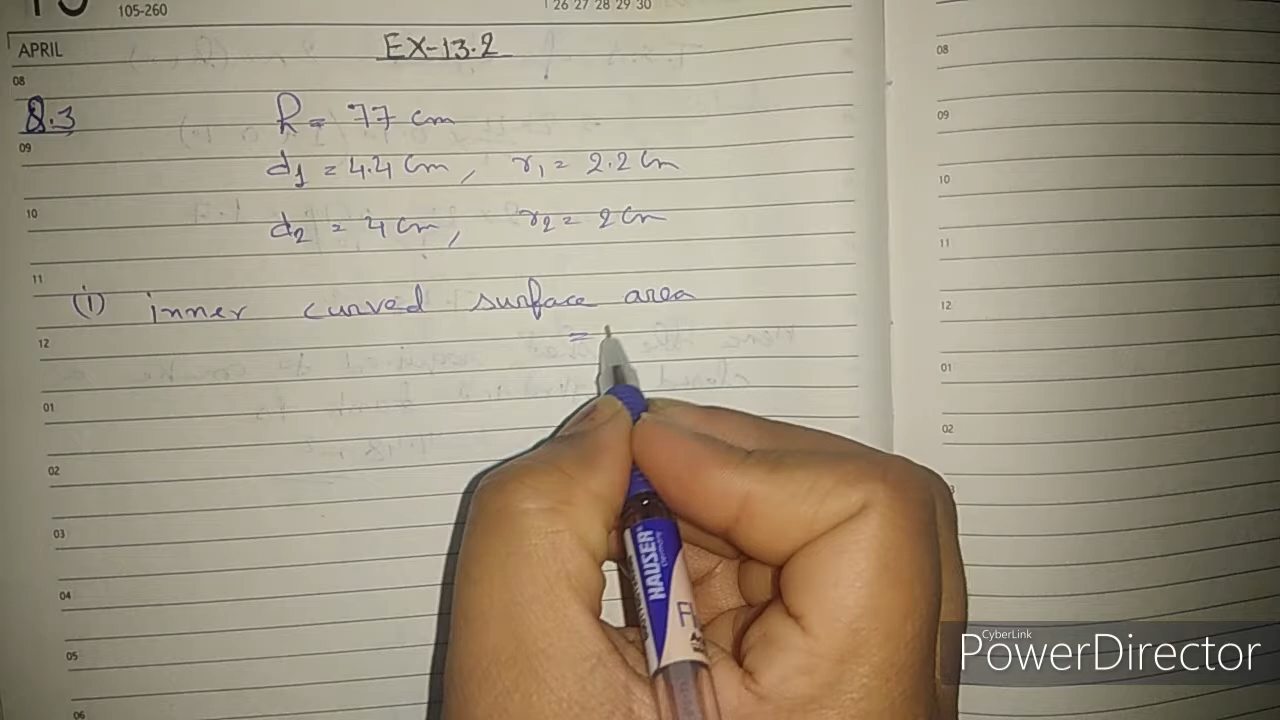 105-260
26 27 28 29 30
APRIL
EX-13.2
08
Q.3
h = 77 cm
09
d1 = 4.4 cm, r1 = 2.2 cm
10
d2 = 4 cm, r2 = 2 cm
11
(i) inner curved surface area
12
=
01
02
03
04
05
06
08
09
10
11
12
01
02
HAUSER
CyberLink
PowerDirector